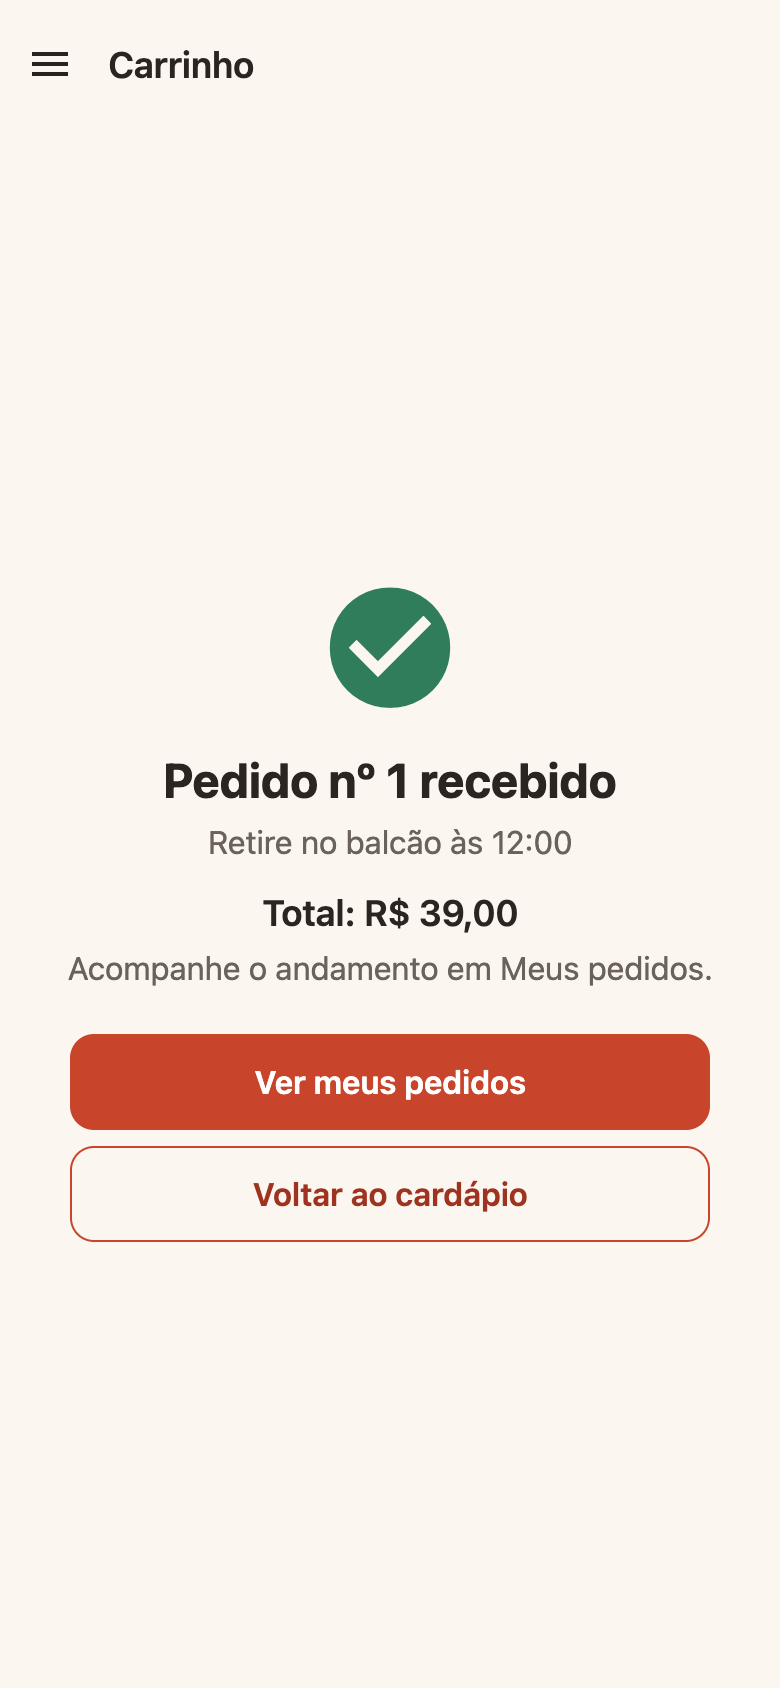 Carrinho
Pedido nº 1 recebido
Retire no balcão às 12:00
Total: R$ 39,00
Acompanhe o andamento em Meus pedidos.
Ver meus pedidos
Voltar ao cardápio